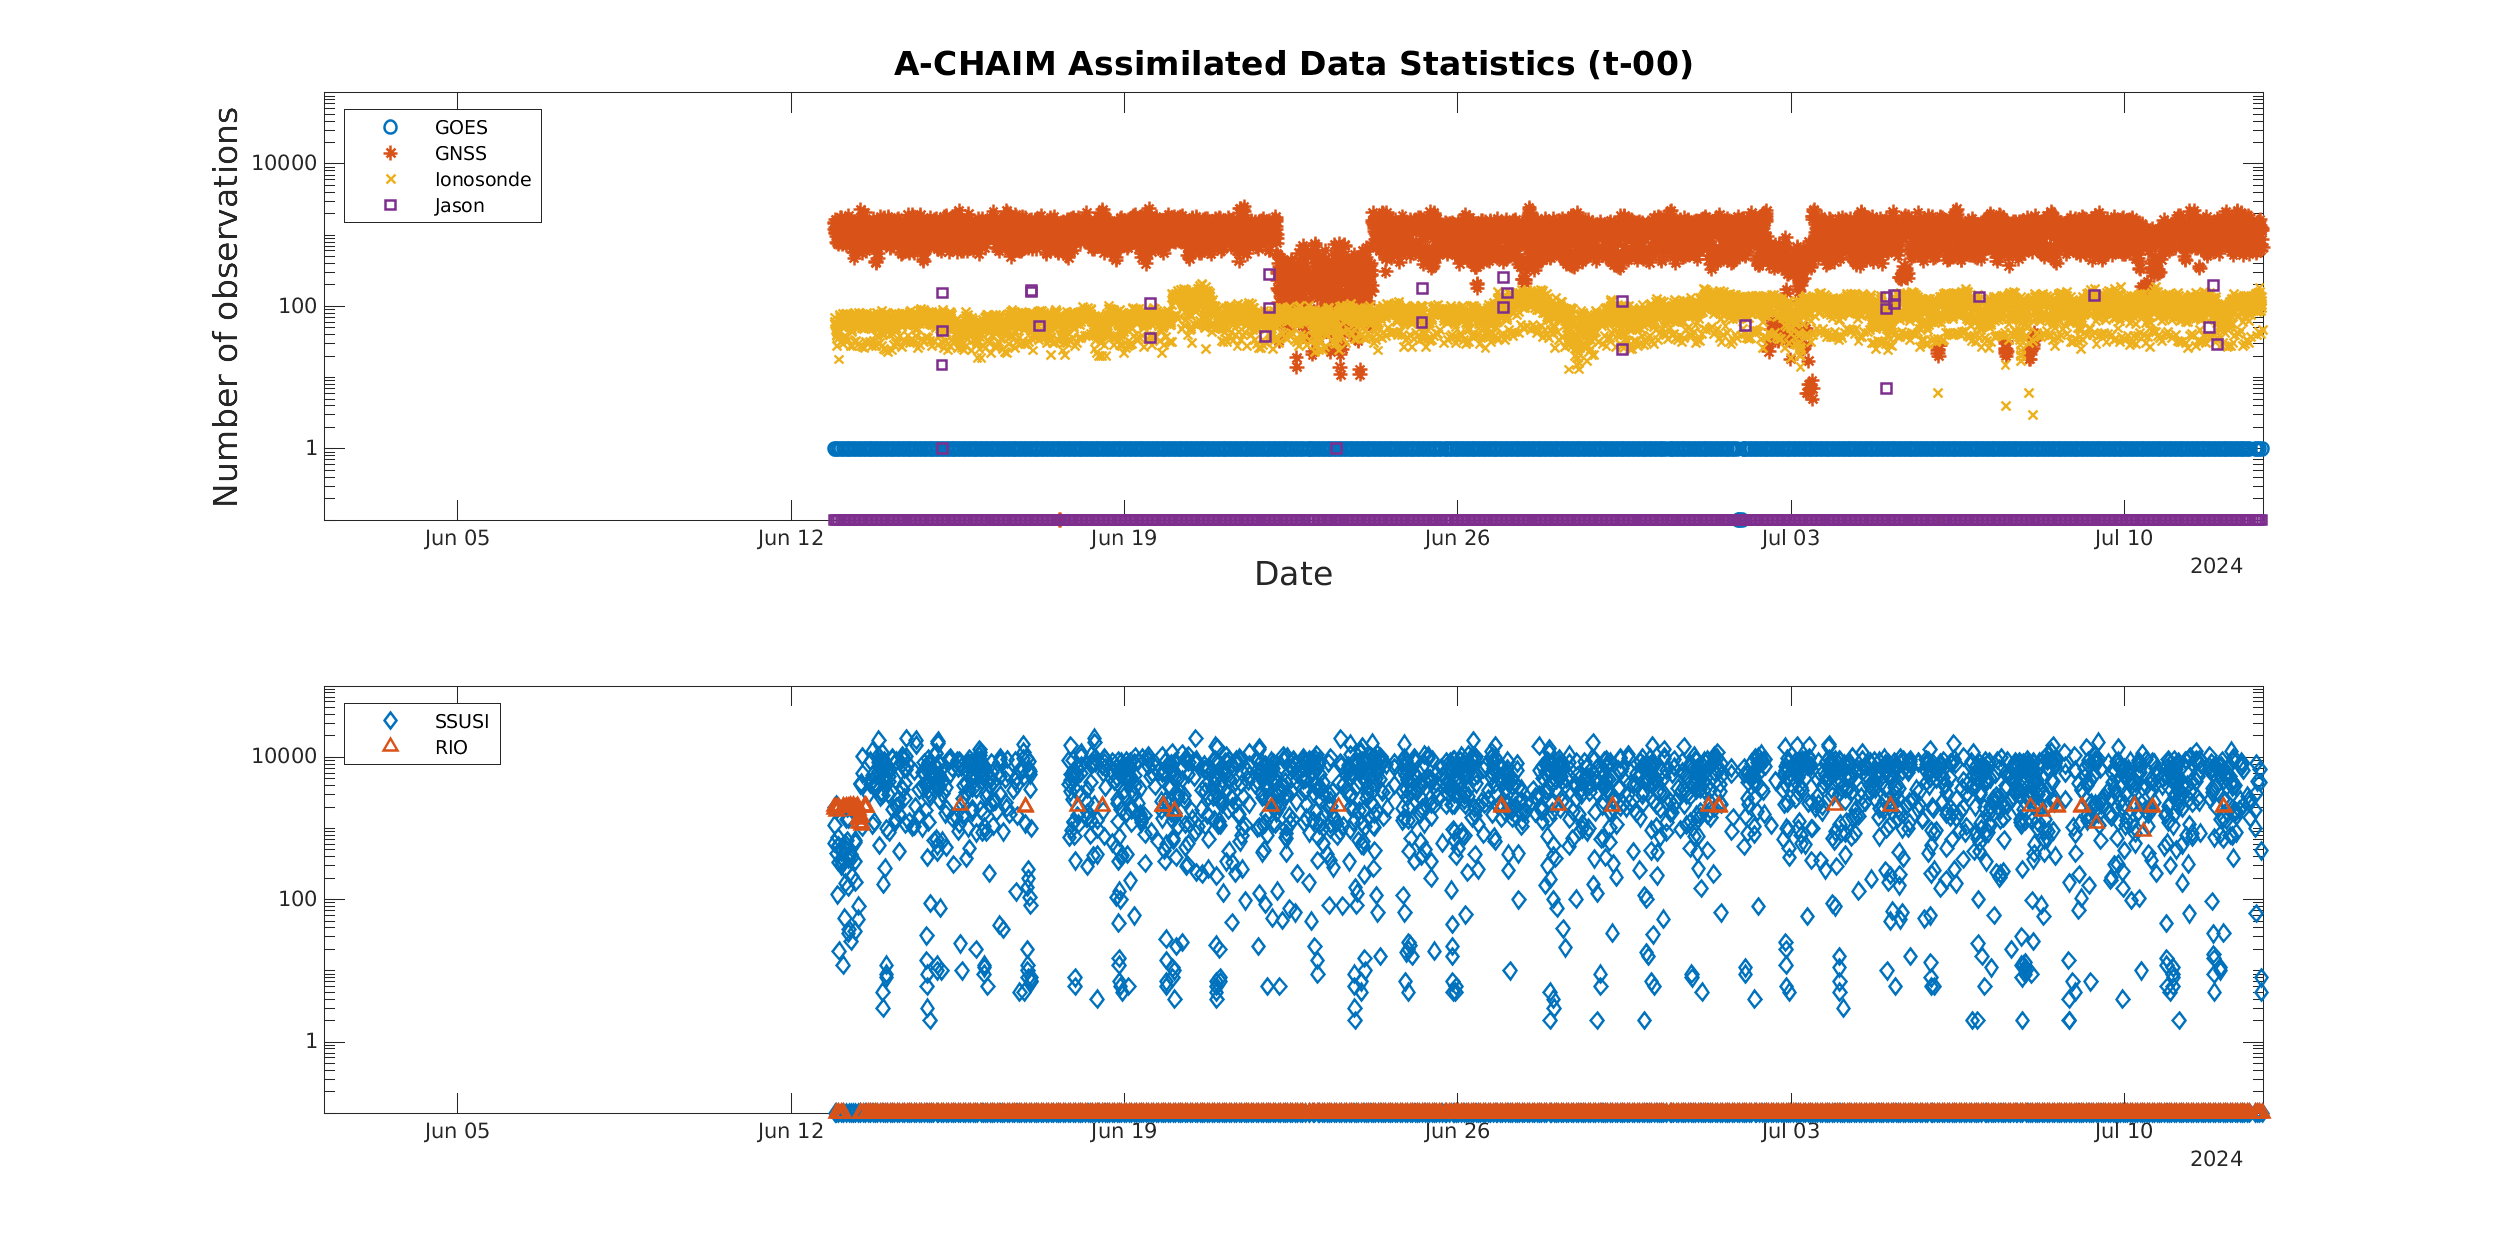 A-CHAIM Assimilated Data Statistics (t-00)
Number of observations
GOES
GNSS
Ionosonde
Jason
10000
100
1
Jun 05 Jun 12 Jun 19 Jun 26 Jul 03 Jul 10
2024
Date
SSUSI
RIO
10000
100
1
Jun 05 Jun 12 Jun 19 Jun 26 Jul 03 Jul 10
2024